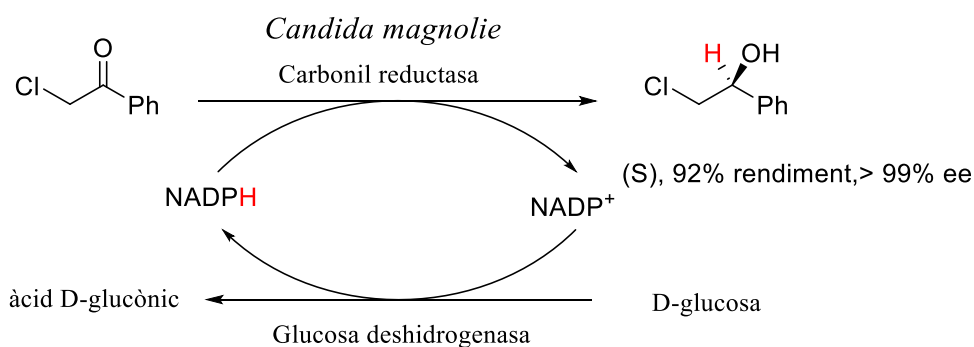 Candida magnolie
O
H OH
Cl
Ph
Carbonil reductasa
Cl
Ph
NADPH
NADP+
(S), 92% rendiment,> 99% ee
àcid D-glucònic
D-glucosa
Glucosa deshidrogenasa